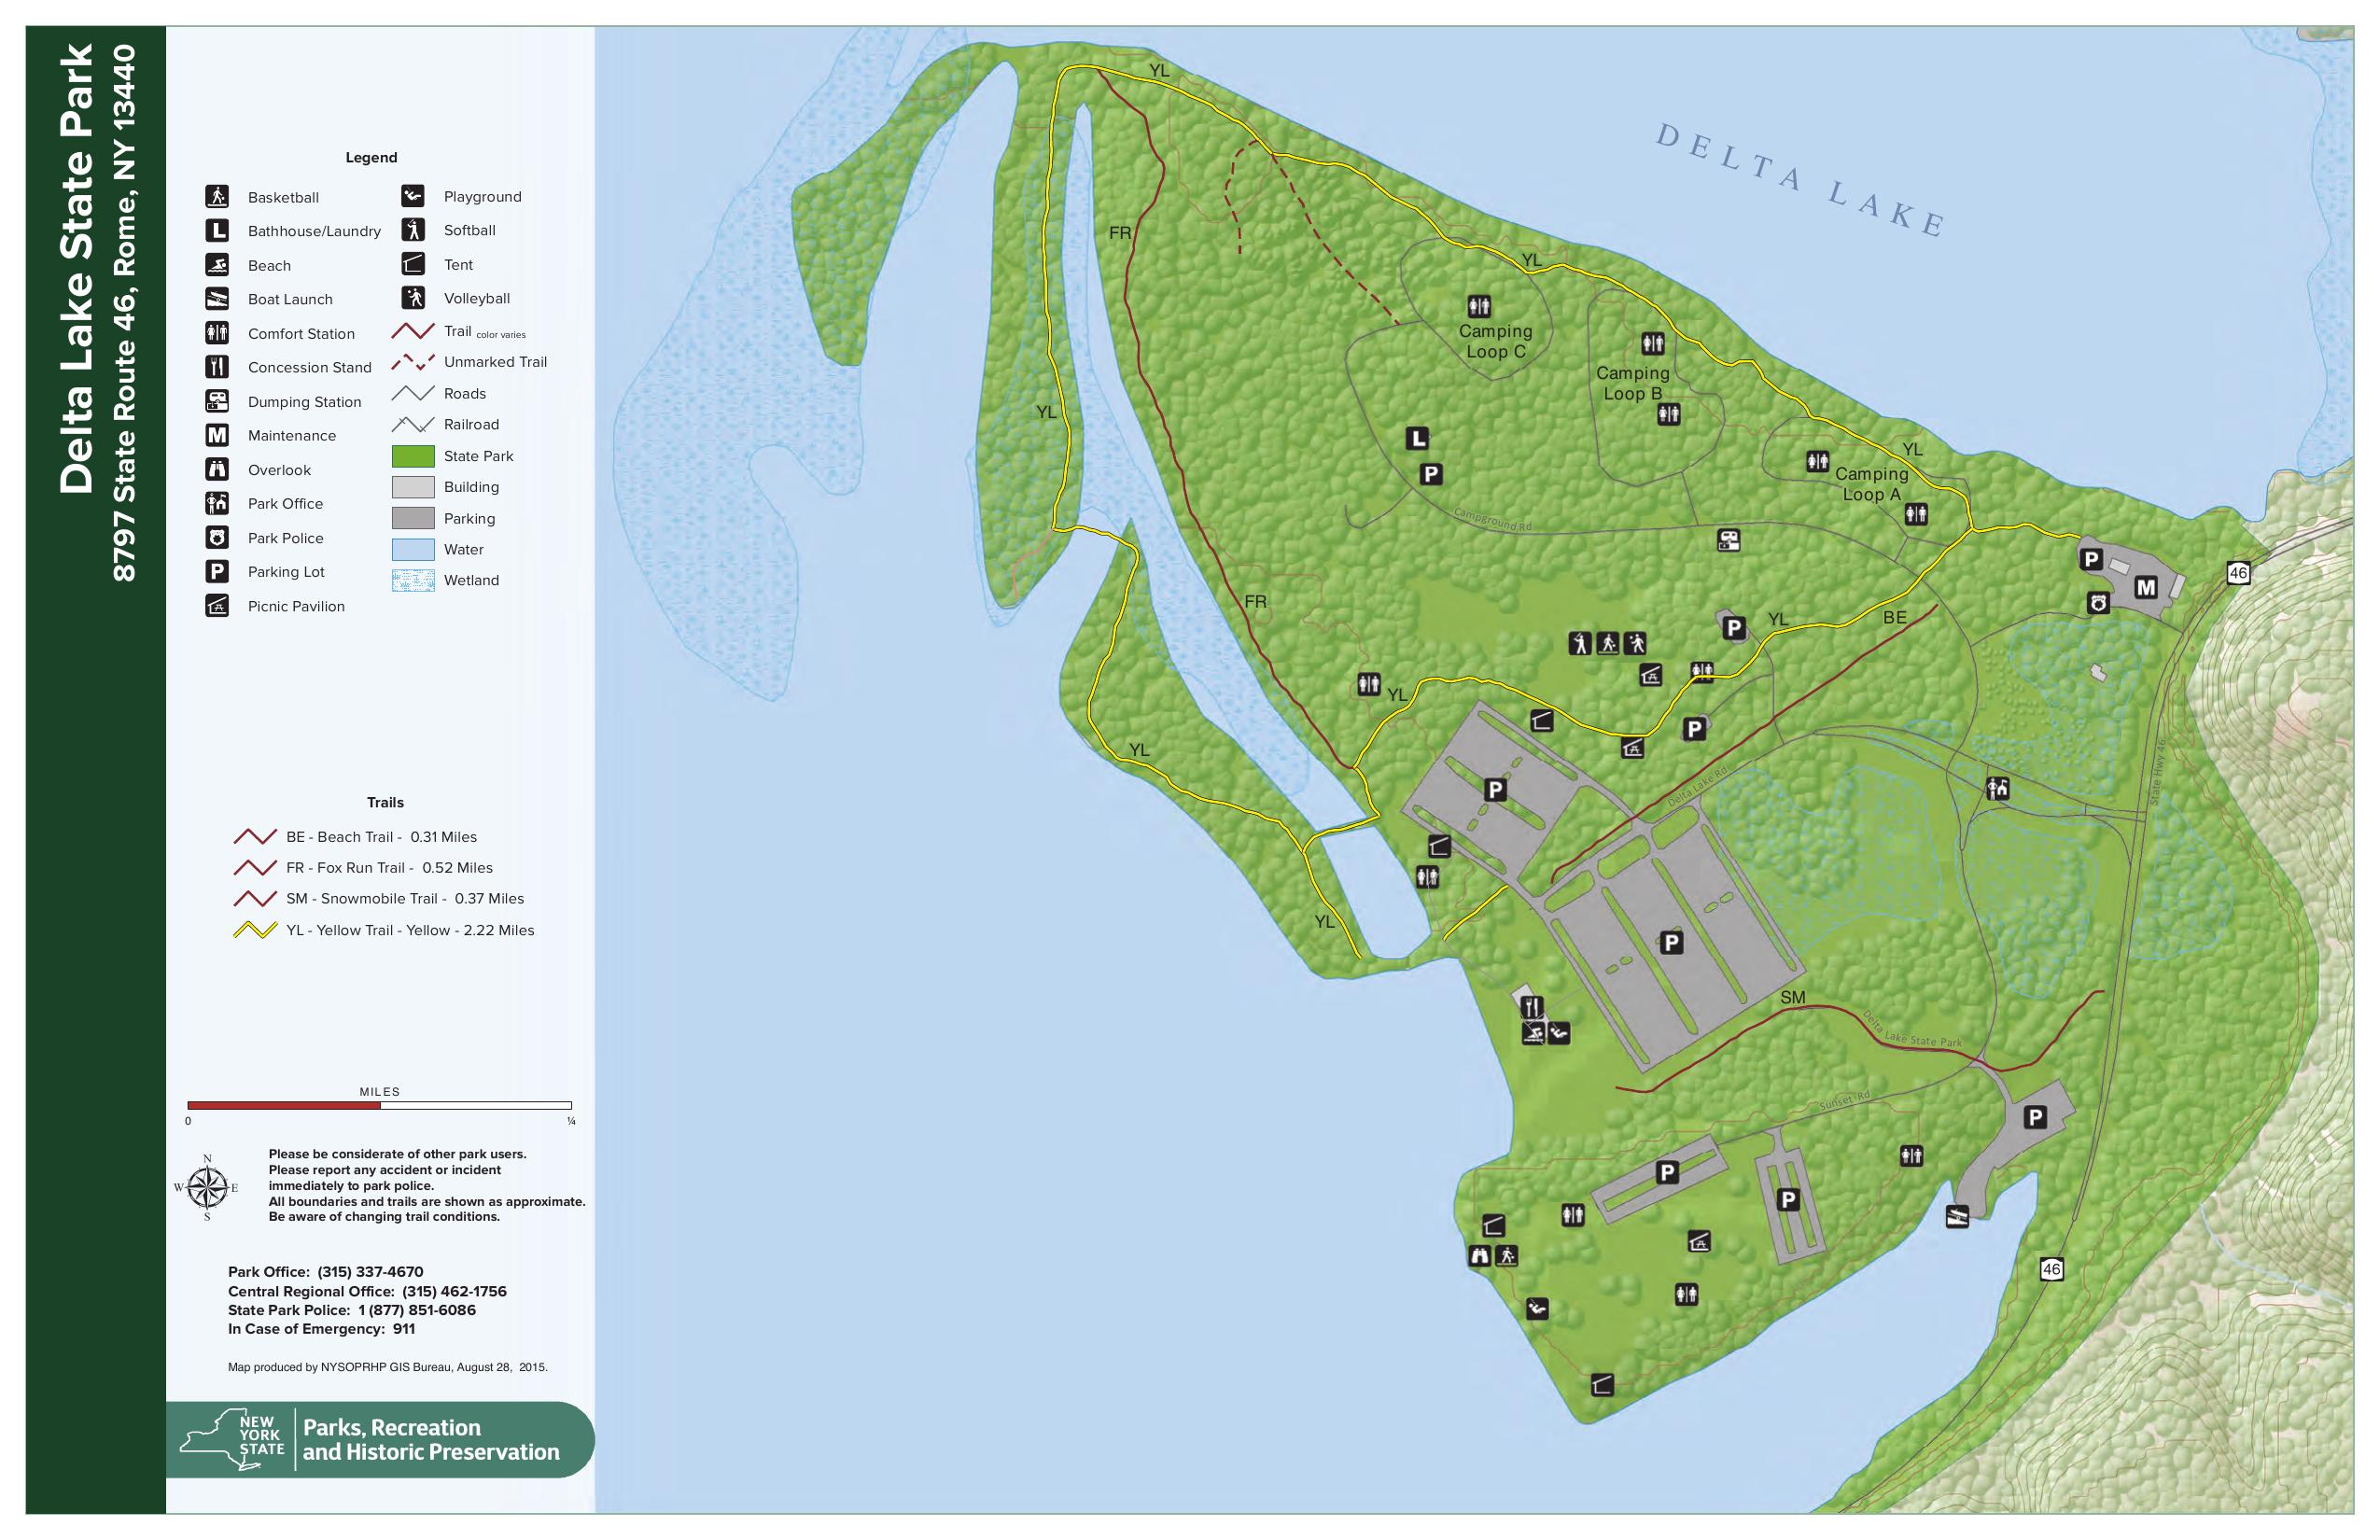 Delta Lake State Park
8797 State Route 46, Rome, NY 13440
Legend
Basketball
Bathhouse/Laundry
Beach
Boat Launch
Comfort Station
Concession Stand
Dumping Station
Maintenance
Overlook
Park Office
Park Police
Parking Lot
Picnic Pavilion
Playground
Softball
Tent
Volleyball
Trail color varies
Unmarked Trail
Roads
Railroad
State Park
Building
Parking
Water
Wetland
L
M
P
Trails
BE - Beach Trail - 0.31 Miles
FR - Fox Run Trail - 0.52 Miles
SM - Snowmobile Trail - 0.37 Miles
YL - Yellow Trail - Yellow - 2.22 Miles
MILES
0 ¼
N
W E
S
Please be considerate of other park users.
Please report any accident or incident
immediately to park police.
All boundaries and trails are shown as approximate.
Be aware of changing trail conditions.
Park Office: (315) 337-4670
Central Regional Office: (315) 462-1756
State Park Police: 1 (877) 851-6086
In Case of Emergency: 911
Map produced by NYSOPRHP GIS Bureau, August 28, 2015.
NEW
YORK
STATE
Parks, Recreation
and Historic Preservation
YL
DELTA LAKE
FR
YL
Camping
Loop C
Camping
Loop B
YL
YL
Camping
Loop A
L
P
Campground Rd
P
M
46
FR
P
YL
BE
YL
P
YL
Delta Lake Rd
State Hwy 46
P
YL
P
SM
Delta Lake State Park
Sunset Rd
P
P
P
46